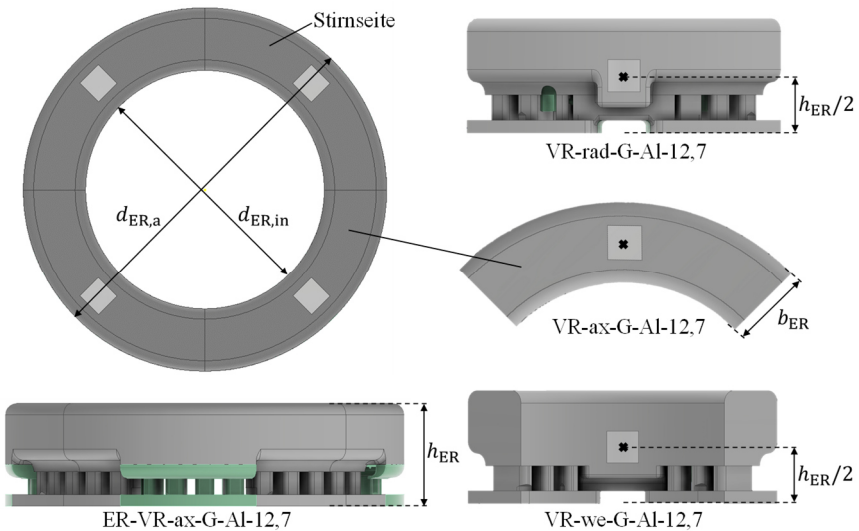 Stirnseite
d_ER,a
d_ER,in
h_ER/2
VR-rad-G-Al-12,7
VR-ax-G-Al-12,7
b_ER
h_ER
ER-VR-ax-G-Al-12,7
h_ER/2
VR-we-G-Al-12,7